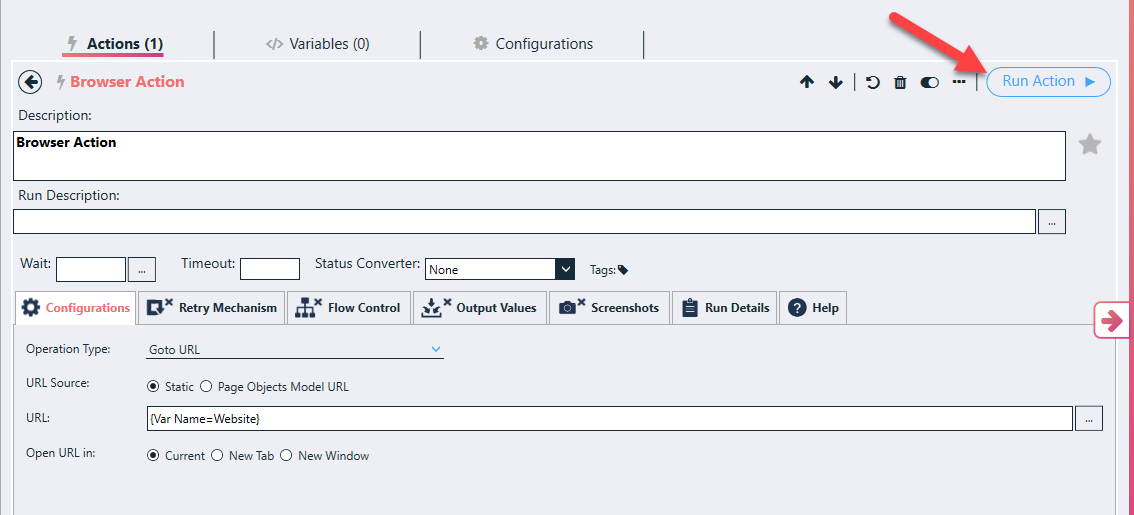 Actions (1) Variables (0) Configurations
Browser Action Run Action
Description:
Browser Action
Run Description:
...
Wait: ... Timeout: Status Converter: None Tags:
Configurations Retry Mechanism Flow Control Output Values Screenshots Run Details Help
Operation Type: Goto URL
URL Source: Static Page Objects Model URL
URL: {Var Name=Website} ...
Open URL in: Current New Tab New Window